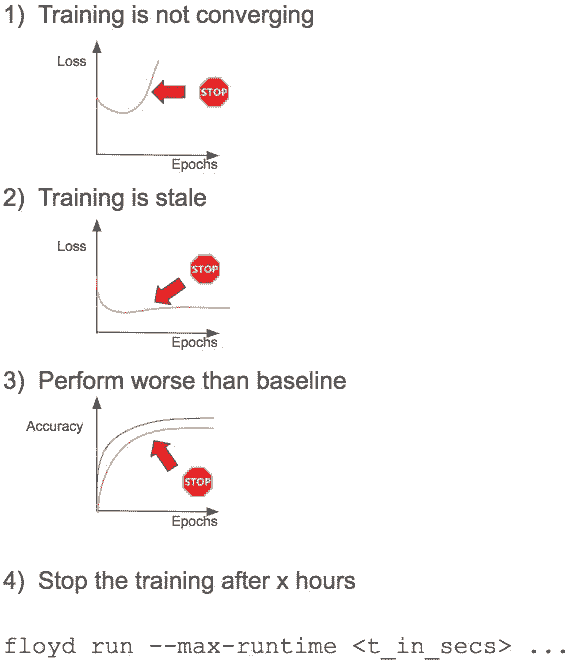 1) Training is not converging
Loss
STOP
Epochs
2) Training is stale
Loss
STOP
Epochs
3) Perform worse than baseline
Accuracy
STOP
Epochs
4) Stop the training after x hours
floyd run --max-runtime <t_in_secs> ...